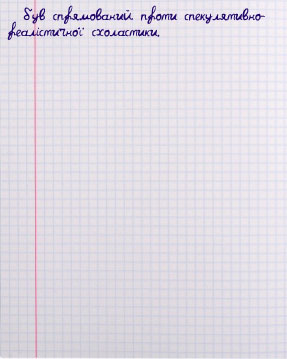 був спрямований проти спекулятивно-
реалістичної схоластики.